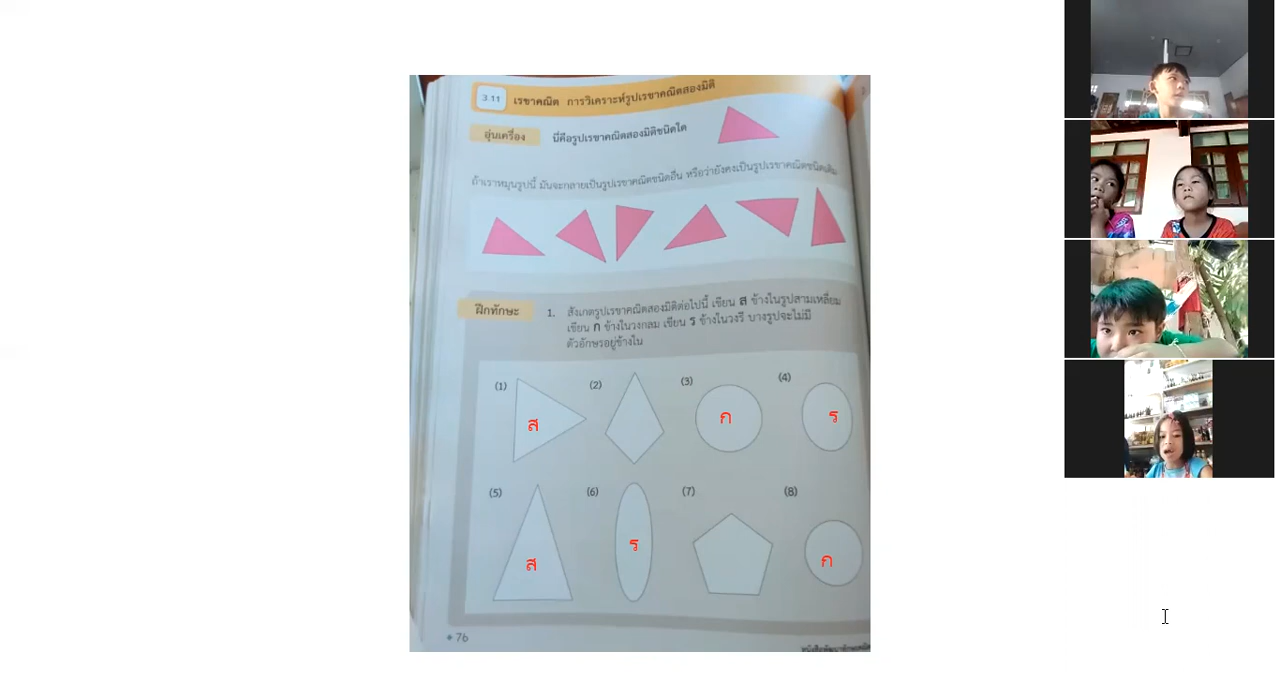 3.11 เรขาคณิต การวิเคราะห์รูปเรขาคณิตสองมิติ
อุ่นเครื่อง นี่คือรูปเรขาคณิตสองมิติชนิดใด
ถ้าเราหมุนรูปนี้ มันจะกลายเป็นรูปเรขาคณิตชนิดอื่น หรือว่ายังคงเป็นรูปเรขาคณิตชนิดเดิม
ฝึกทักษะ 1. สังเกตรูปเรขาคณิตสองมิติต่อไปนี้ เขียน ส ข้างในรูปสามเหลี่ยม
เขียน ก ข้างในวงกลม เขียน ร ข้างในวงรี บางรูปจะไม่มี
ตัวอักษรอยู่ข้างใน
(1) (2) (3) (4)
ส ก ร
(5) (6) (7) (8)
ส ร ก
76